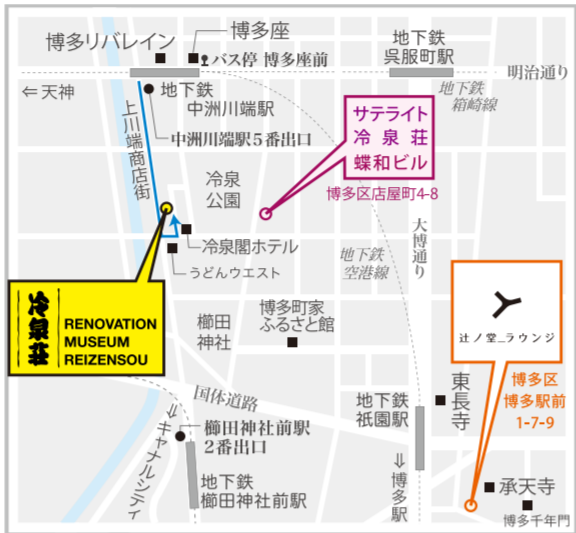 博多リバレイン
博多座
バス停 博多座前
地下鉄
呉服町駅
明治通り
⇐天神
地下鉄
中洲川端駅
地下鉄
箱崎線
中洲川端駅5番出口
上川端商店街
サテライト
冷泉荘
蝶和ビル
博多区店屋町4-8
冷泉
公園
大博通り
冷泉閣ホテル
うどんウエスト
地下鉄
空港線
冷泉荘
RENOVATION
MUSEUM
REIZENSOU
博多町家
ふるさと館
櫛田
神社
辻ノ堂_ラウンジ
博多区
博多駅前
1-7-9
国体道路
地下鉄
祇園駅
東長寺
櫛田神社前駅
2番出口
⇐キャナルシティ
地下鉄
櫛田神社前駅
⇐博多駅
承天寺
博多千年門